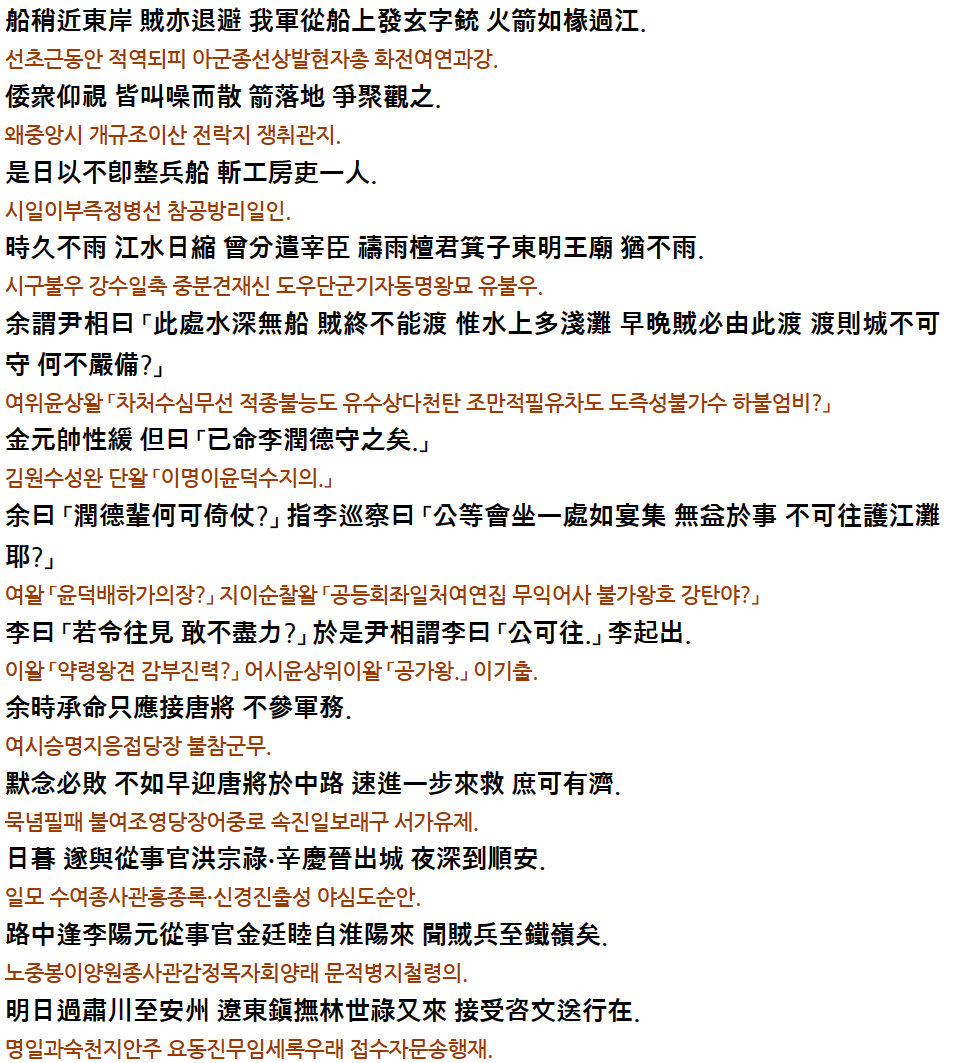 船稍近東岸 賊亦退避 我軍從船上發玄字銃 火箭如椽過江.
선초근동안 적역되피 아군종선상발현자총 화전여연과강.
倭衆仰視 皆叫噪而散 箭落地 爭聚觀之.
왜중앙시 개규조이산 전락지 쟁취관지.
是日以不卽整兵船 斬工房吏一人.
시일이부즉정병선 참공방리일인.
時久不雨 江水日縮 曾分遣宰臣 禱雨檀君箕子東明王廟 猶不雨.
시구불우 강수일축 중분견재신 도우단군기자동명왕묘 유불우.
余謂尹相曰「此處水深無船 賊終不能渡 惟水上多淺灘 早晩賊必由此渡 渡則城不可
守 何不嚴備?」
여위윤상왈「차처수심무선 적종불능도 유수상다천탄 조만적필유차도 도즉성불가수 하불엄비?」
金元帥性緩 但曰「已命李潤德守之矣.」
김원수성완 단왈「이명이윤덕수지의.」
余曰「潤德輩何可倚仗?」指李巡察曰「公等會坐一處如宴集 無益於事 不可往護江灘
耶?」
여왈「윤덕배하가의장?」지이순찰왈「공등회좌일처여연집 무익어사 불가왕호 강탄야?」
李曰「若令往見 敢不盡力?」於是尹相謂李曰「公可往.」李起出.
이왈「약령왕견 감부진력?」어시윤상위이왈「공가왕.」이기출.
余時承命只應接唐將 不參軍務.
여시승명지응접당장 불참군무.
默念必敗 不如早迎唐將於中路 速進一步來救 庶可有濟.
묵념필패 불여조영당장어중로 속진일보래구 서가유제.
日暮 遂與從事官洪宗祿·辛慶晉出城 夜深到順安.
일모 수여종사관홍종록·신경진출성 야심도순안.
路中逢李陽元從事官金廷睦自淮陽來 聞賊兵至鐵嶺矣.
노중봉이양원종사관감정목자회양래 문적병지철령의.
明日過肅川至安州 遼東鎭撫林世祿又來 接受咨文送行在.
명일과숙천지안주 요동진무임세록우래 접수자문송행재.